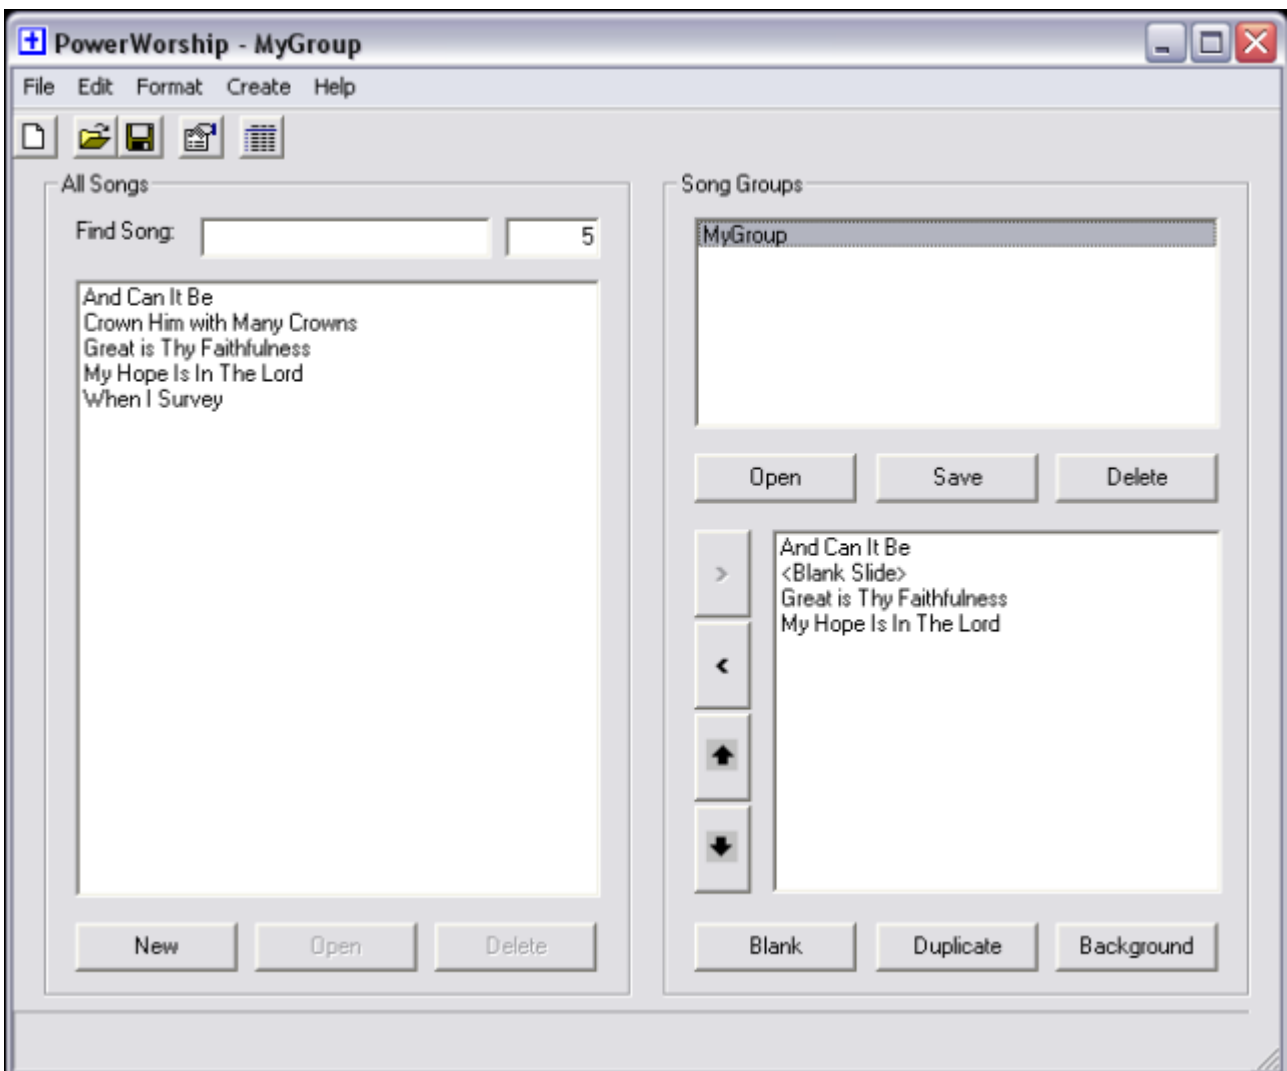 PowerWorship - MyGroup
File Edit Format Create Help
All Songs
Find Song:
5
And Can It Be
Crown Him with Many Crowns
Great is Thy Faithfulness
My Hope Is In The Lord
When I Survey
New Open Delete
Song Groups
MyGroup
Open Save Delete
>
<
And Can It Be
<Blank Slide>
Great is Thy Faithfulness
My Hope Is In The Lord
Blank Duplicate Background